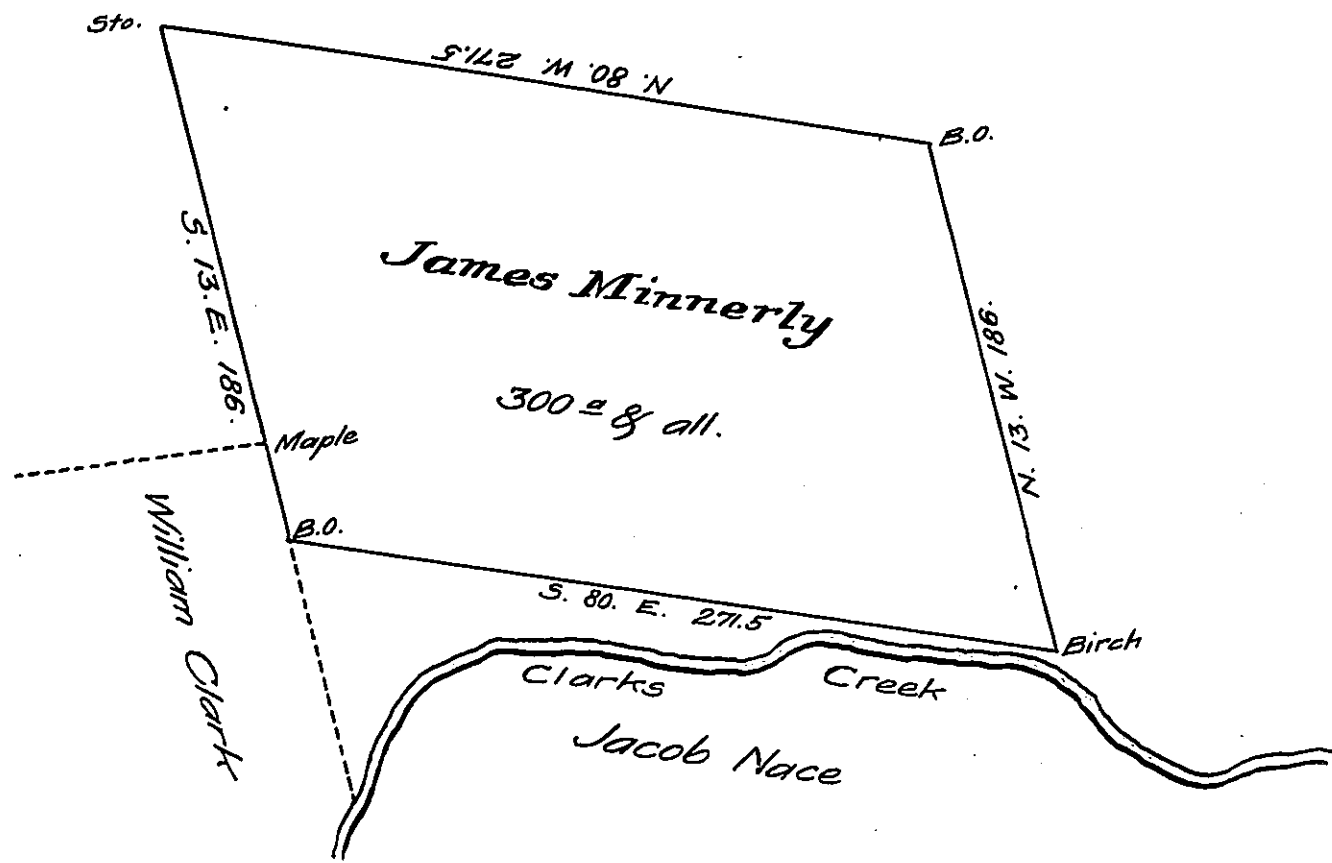 Sto.
N. 80. W. 271.5
B.O.
S. 13. E. 186.
James Minnerly
N. 13. W. 186.
300 a & all.
Maple
William Clark
B.O.
S. 80. E. 271.5
Birch
Clarks Creek
Jacob Nace